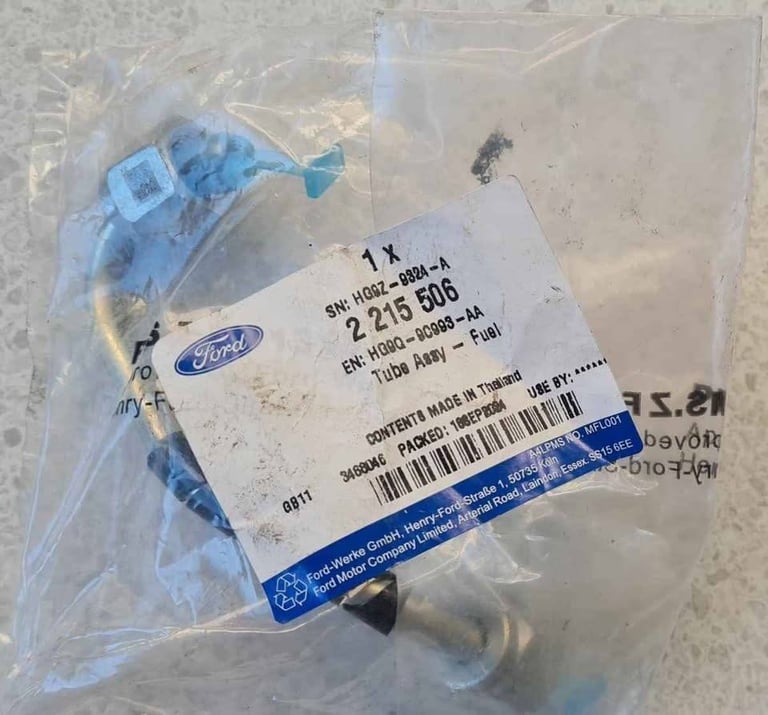 1 X
SN: HG9Z-9324-A
2 215 506
EN: HG9Q-9C993-AA
Tube Assy - Fuel
Ford
CONTENTS MADE IN Thailand
USE BY: ******
3468046 PACKED:
GB11
A4LPMS NO. MFL001
Ford-Werke GmbH, Henry-Ford-Straße 1, 50735 Köln
Ford Motor Company Limited, Arterial Road, Laindon, Essex. SS15 6EE